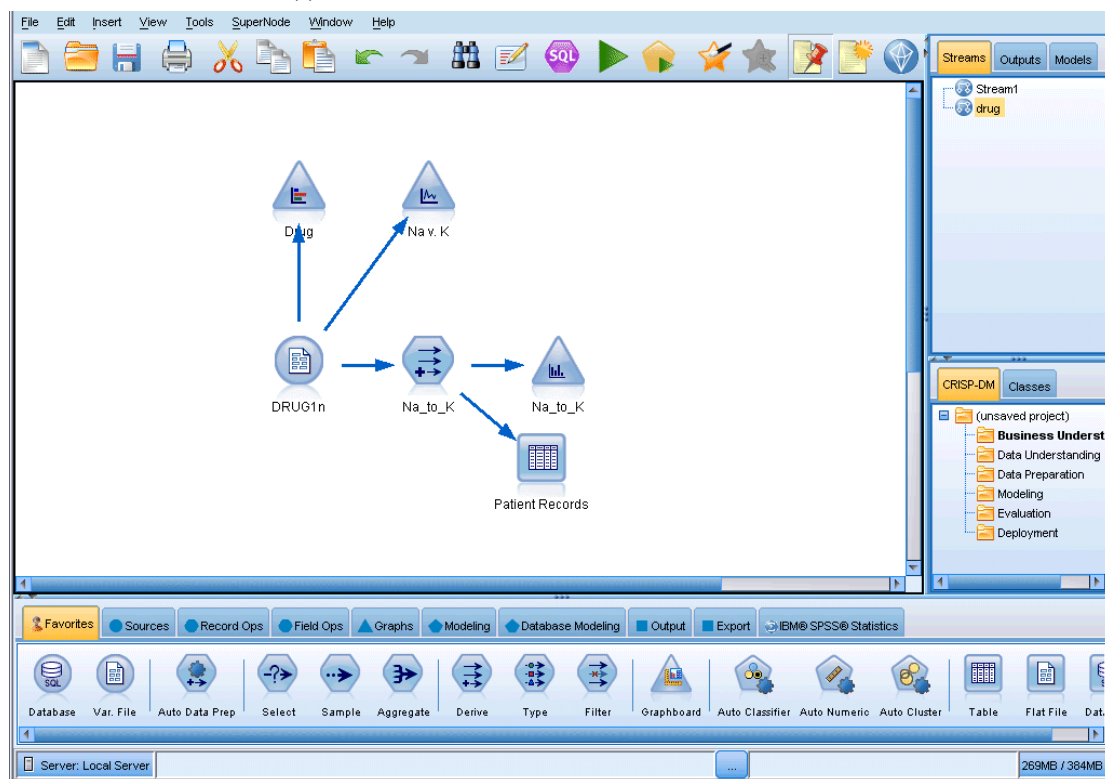 File Edit Insert View Tools SuperNode Window Help
SQL
Streams Outputs Models
Stream1
drug
Drug
Na v. K
DRUG1n
Na_to_K
Na_to_K
Patient Records
CRISP-DM Classes
(unsaved project)
Business Underst
Data Understanding
Data Preparation
Modeling
Evaluation
Deployment
Favorites Sources Record Ops Field Ops Graphs Modeling Database Modeling Output Export IBM® SPSS® Statistics
SQL
Database Var. File Auto Data Prep Select Sample Aggregate Derive Type Filter Graphboard Auto Classifier Auto Numeric Auto Cluster Table Flat File Dat
Server: Local Server ... 269MB / 384MB